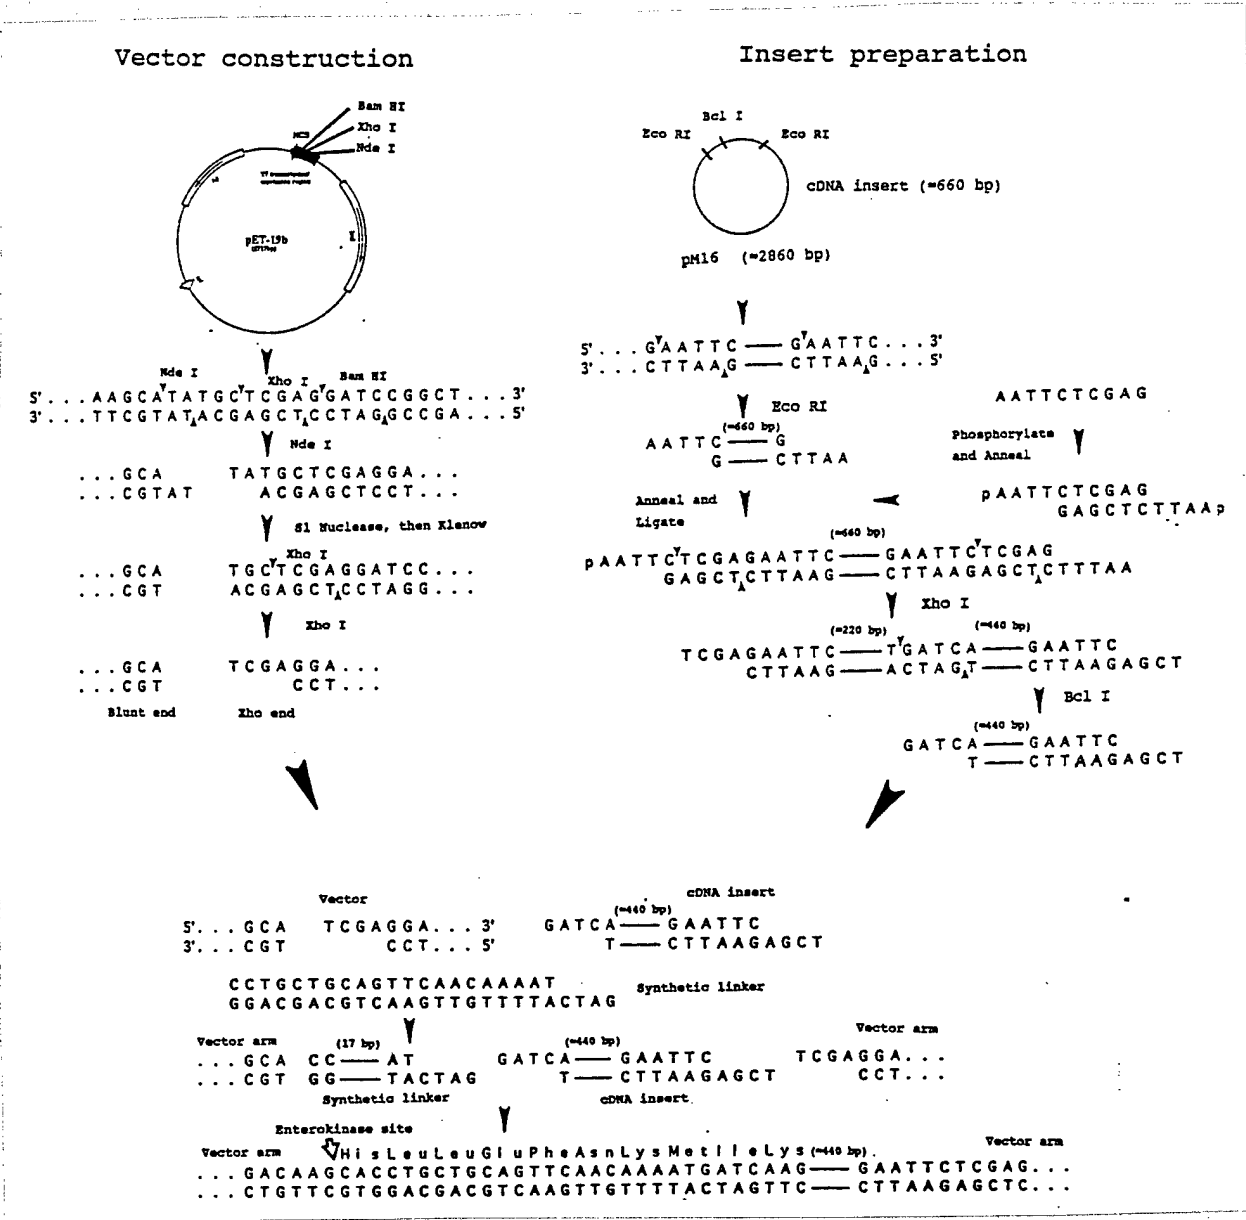 Vector construction
Insert preparation
Bam HI
Xho I
Nde I
MCS
pET-19b
Bcl I
Eco RI
Eco RI
cDNA insert (≈660 bp)
pM16 (≈2860 bp)
5'...GAATTC——GAATTC...3'
3'...CTTAAG——CTTAAG...5'
Nde I
Xho I
Bam HI
5'...AAGCATATGCTCGAGGATCCGGCT...3'
3'...TTCGTATACGAGCTCCTAGGCCGA...5'
Nde I
...GCA TATGCTCGAGGA...
...CGTAT ACGAGCTCCT...
S1 Nuclease, then Klenow
Xho I
...GCA TGCTCGAGGATCC...
...CGT ACGAGCTCCTAGG...
Xho I
...GCA TCGAGGA...
...CGT CCT...
Blunt end
Xho end
Eco RI
(≈660 bp)
AATTC——G
G——CTTAA
AATTCTCGAG
Phosphorylate
and Anneal
pAATTCTCGAG
GAGCTCTTAAp
Anneal and
Ligate
(≈660 bp)
pAATTCTCGAGAATTC——GAATTCTCGAG
GAGCTCTTAAG——CTTAAGAGCTCTTTAA
Xho I
(≈220 bp)
(≈440 bp)
TCGAGAATTC——TGATCA——GAATTC
CTTAAG——ACTAGT——CTTAAGAGCT
Bcl I
(≈440 bp)
GATCA——GAATTC
T——CTTAAGAGCT
Vector
cDNA insert
(≈440 bp)
5'...GCA TCGAGGA...3' GATCA——GAATTC
3'...CGT CCT...5' T——CTTAAGAGCT
CCTGCTGCAGTTCAACAAAAT
GGACGACGTCAAGTTGTTTTACTAG
Synthetic linker
Vector arm
(17 bp)
(≈440 bp)
Vector arm
...GCA CC——AT GATCA——GAATTC TCGAGGA...
...CGT GG——TACTAG T——CTTAAGAGCT CCT...
Synthetic linker
cDNA insert
Enterokinase site
Vector arm
HisLeuLeuGluPheAsnLysMetIleLys(≈440 bp)
Vector arm
...GACAAGCACCTGCTGCAGTTCAACAAAATGATCAAG——GAATTCTCGAG...
...CTGTTCGTGGACGACGTCAAGTTGTTTTACTAGTTC——CTTAAGAGCTC...